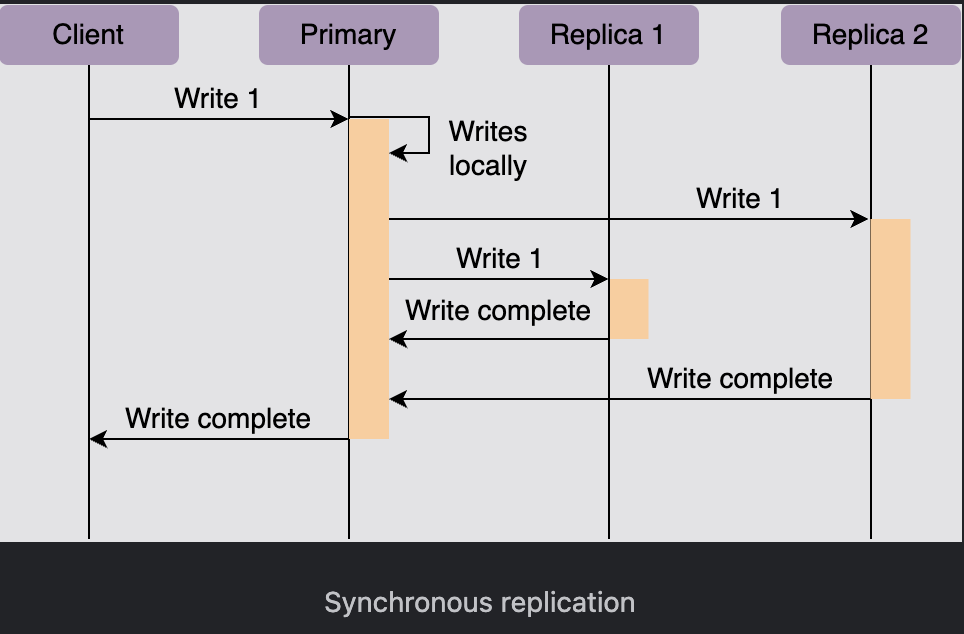 Client
Primary
Replica 1
Replica 2
Write 1
Writes
locally
Write 1
Write 1
Write complete
Write complete
Write complete
Synchronous replication